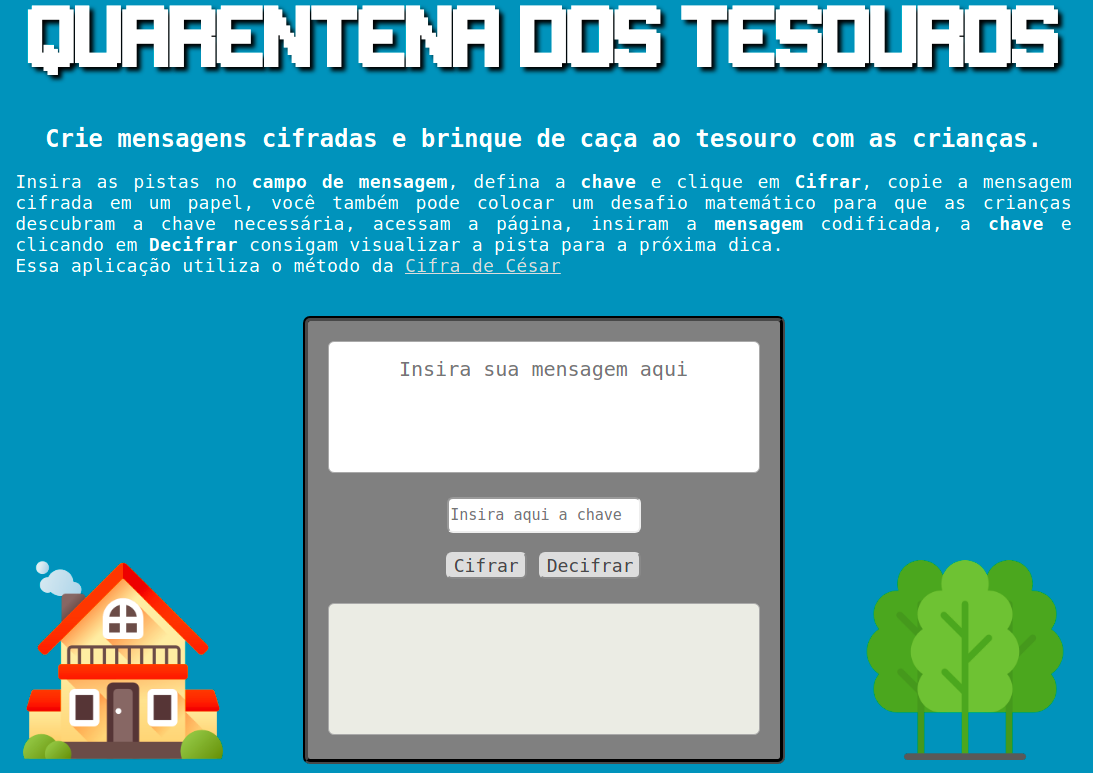 QUARENTENA DOS TESOUROS
Crie mensagens cifradas e brinque de caça ao tesouro com as crianças.
Insira as pistas no campo de mensagem, defina a chave e clique em Cifrar, copie a mensagem
cifrada em um papel, você também pode colocar um desafio matemático para que as crianças
descubram a chave necessária, acessam a página, insiram a mensagem codificada, a chave e
clicando em Decifrar consigam visualizar a pista para a próxima dica.
Essa aplicação utiliza o método da Cifra de César
Insira sua mensagem aqui
Insira aqui a chave
Cifrar Decifrar